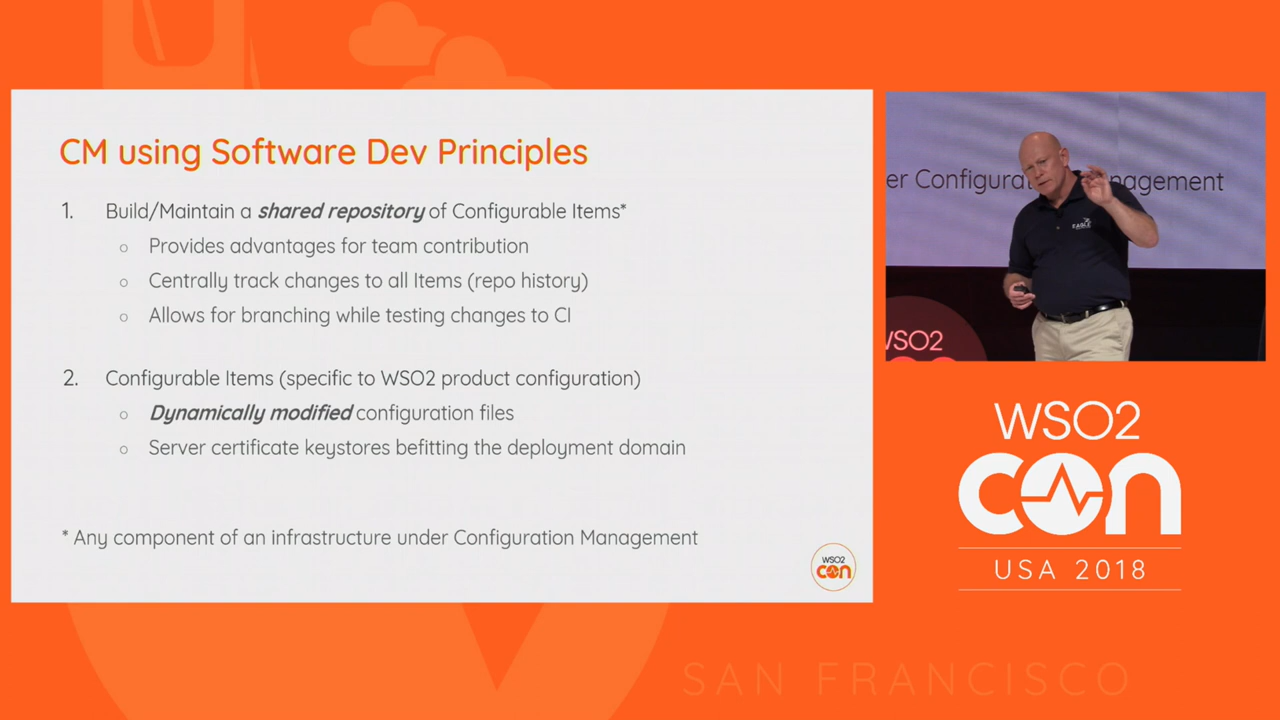 CM using Software Dev Principles
1. Build/Maintain a shared repository of Configurable Items*
○ Provides advantages for team contribution
○ Centrally track changes to all Items (repo history)
○ Allows for branching while testing changes to CI
2. Configurable Items (specific to WSO2 product configuration)
○ Dynamically modified configuration files
○ Server certificate keystores befitting the deployment domain
* Any component of an infrastructure under Configuration Management
WSO2
con
er Configura nagement
EAGLE
WSO2
WSO2
con
USA 2018
SAN FRANCISCO